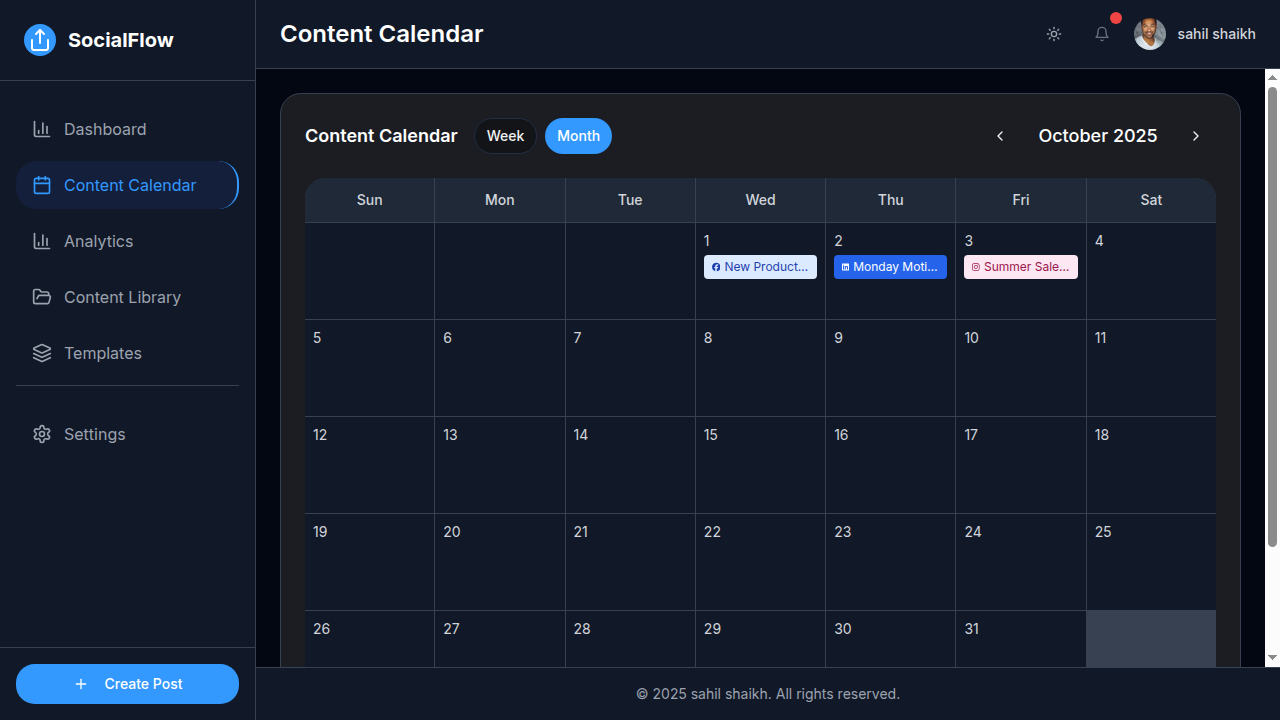 SocialFlow
Content Calendar
sahil shaikh
Dashboard
Content Calendar
Analytics
Content Library
Templates
Settings
Create Post
Content Calendar
Week
Month
October 2025
Sun Mon Tue Wed Thu Fri Sat
1 2 3 4
New Product... Monday Moti... Summer Sale...
5 6 7 8 9 10 11
12 13 14 15 16 17 18
19 20 21 22 23 24 25
26 27 28 29 30 31
© 2025 sahil shaikh. All rights reserved.